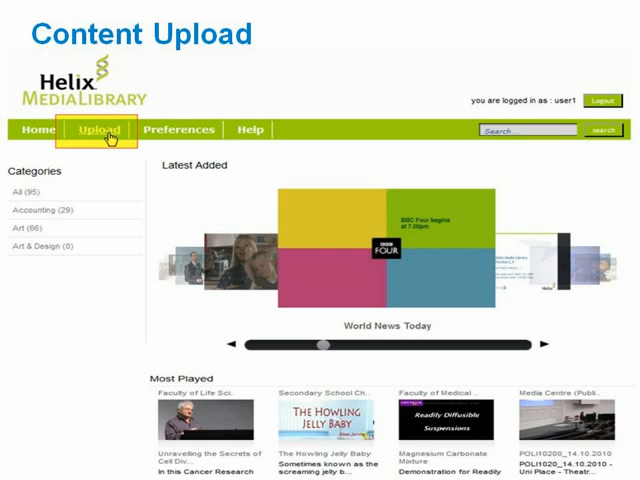 Content Upload
Helix
MEDIALIBRARY
you are logged in as : user1
Logout
Home
Upload
Preferences
Help
Search....
search
Categories
Latest Added
All (95)
Accounting (29)
Art (66)
Art & Design (0)
BBC Four begins
at 7.00pm
BBC
FOUR
World News Today
Most Played
Faculty of Life Sci..
Secondary School Ch..
Faculty of Medical ..
Media Centre (Publi..
THE HOWLING
JELLY BABY
Readily Diffusible
Suspensions
Unravelling the Secrets of
Cell Div...
In this Cancer Research
The Howling Jelly Baby
Sometimes known as the
screaming jelly b...
Magnesium Carbonate
Mixture
Demonstration for Readily
POLI10200_14.10.2010
POLI1020_14.10.2010 -
Uni Place - Theatr...